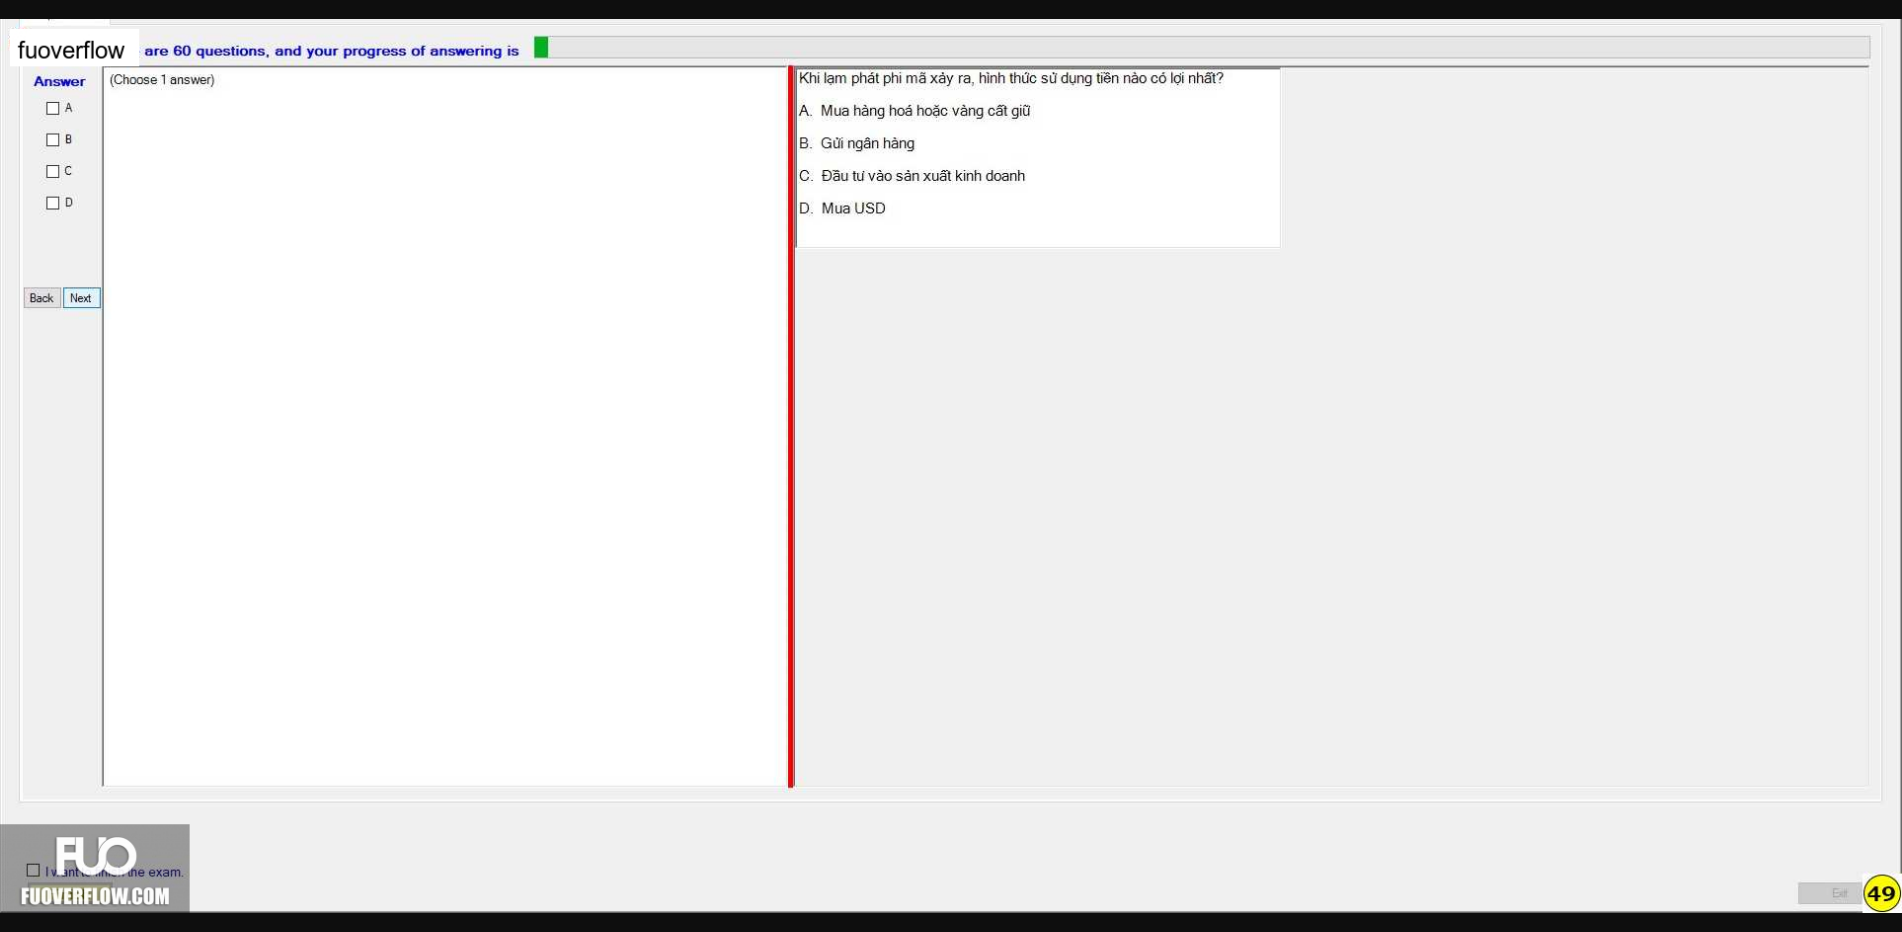 fuoverflow are 60 questions, and your progress of answering is
Answer
(Choose 1 answer)
A
B
C
D
Back Next
Khi lạm phát phi mã xảy ra, hình thức sử dụng tiền nào có lợi nhất?
A. Mua hàng hoá hoặc vàng cất giữ
B. Gửi ngân hàng
C. Đầu tư vào sản xuất kinh doanh
D. Mua USD
FUO
I want to finish the exam.
FUOVERFLOW.COM
Exit
49